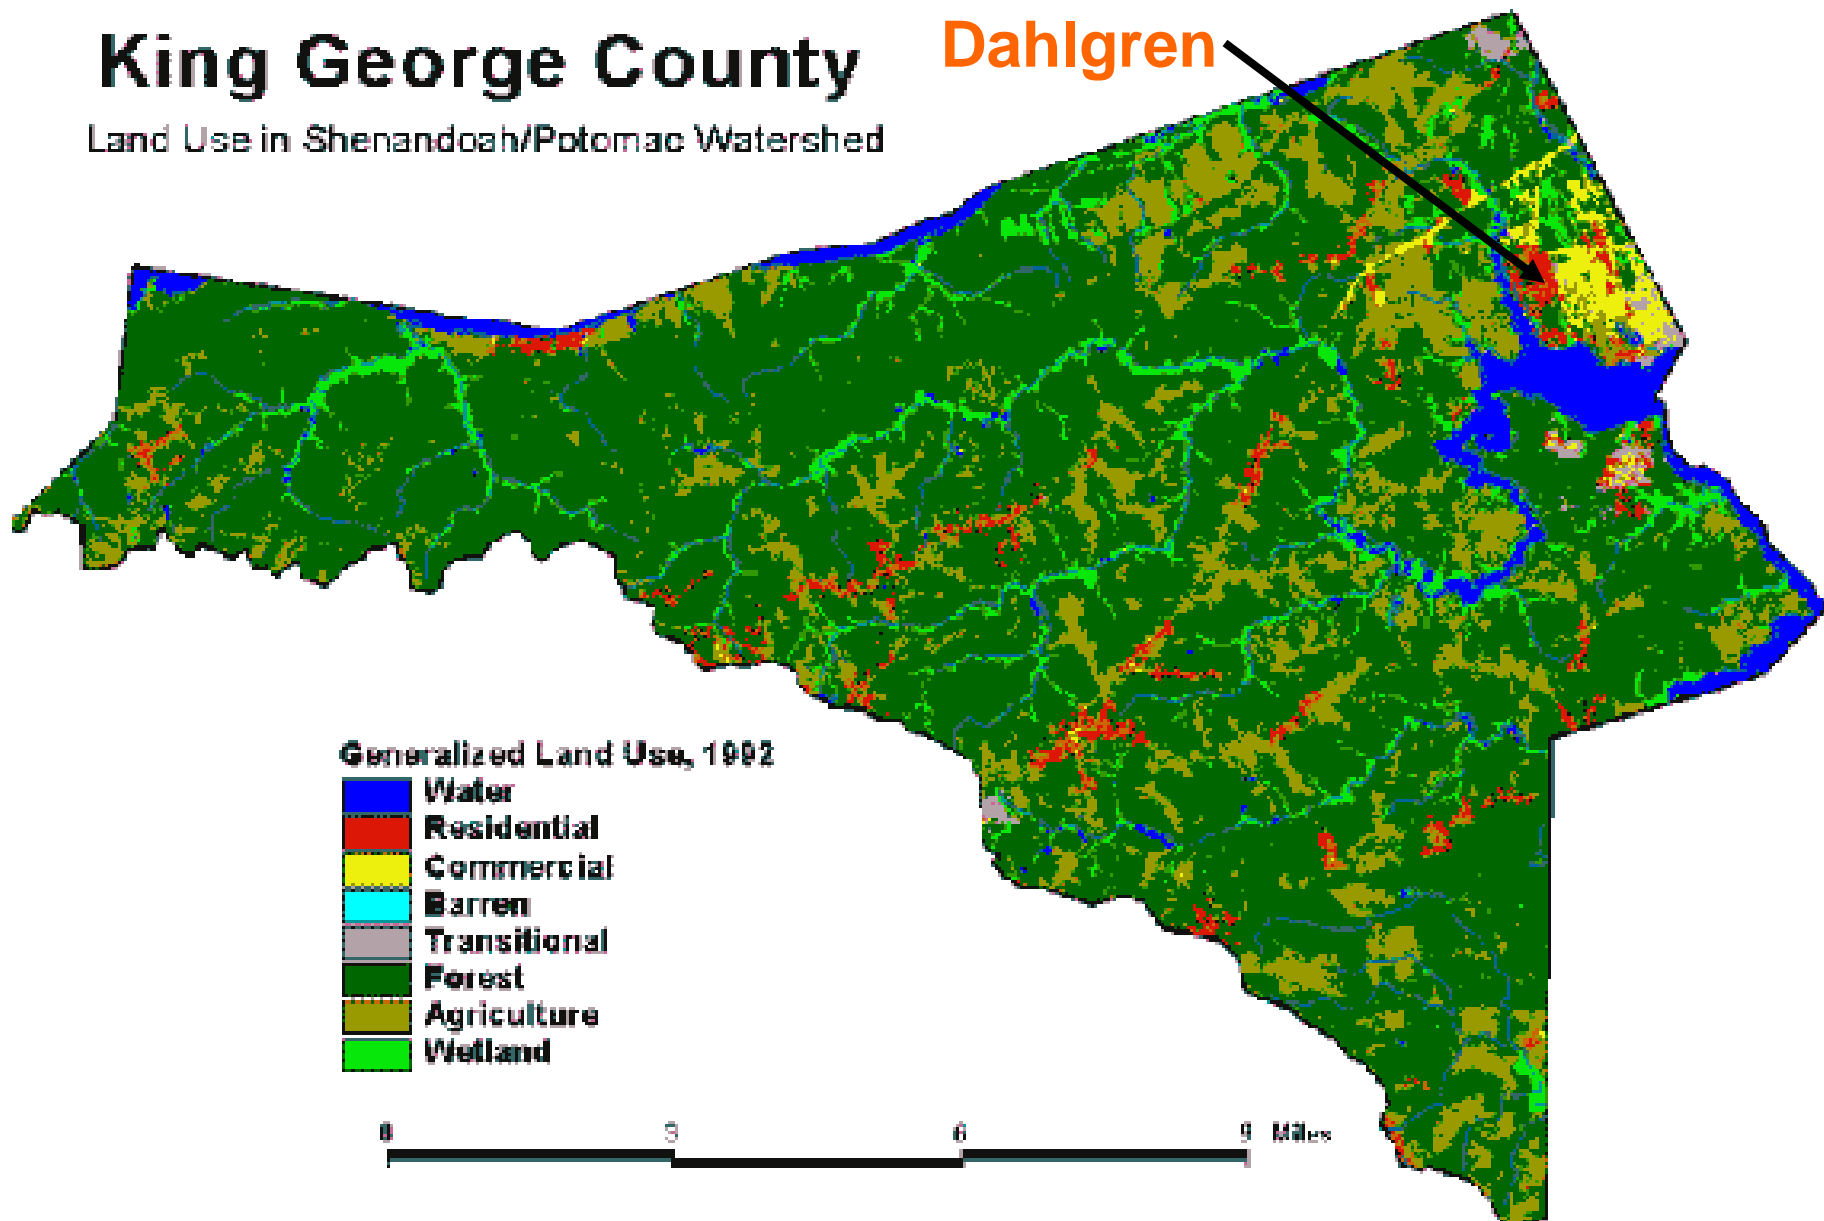 King George County
Dahlgren
Land Use in Shenandoah/Potomac Watershed
Generalized Land Use, 1992
Water
Residential
Commercial
Barren
Transitional
Forest
Agriculture
Wetland
0 3 6 9 Miles